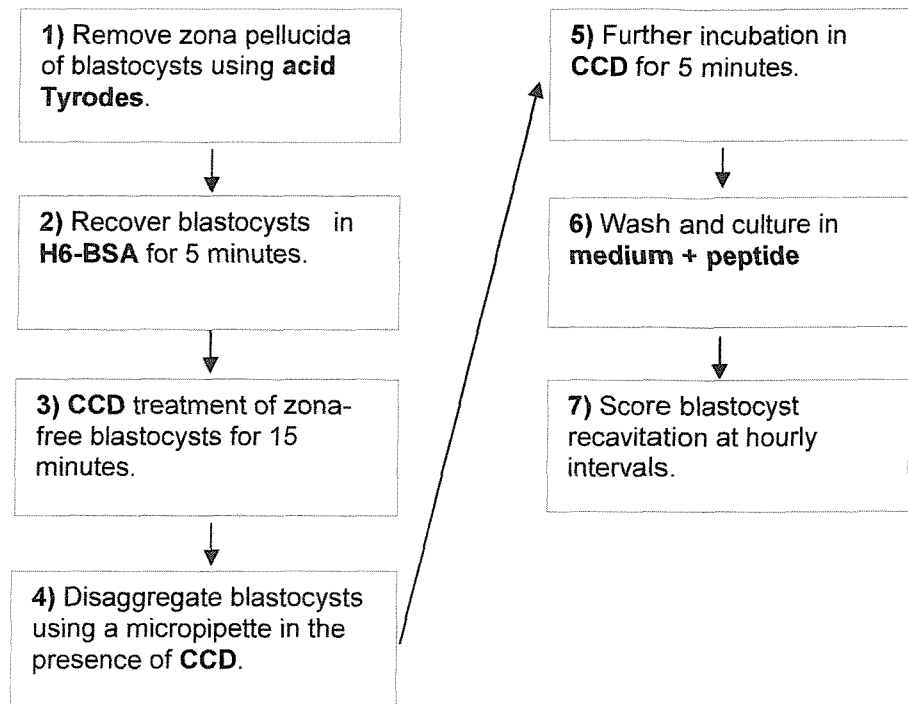 1) Remove zona pellucida
of blastocysts using acid
Tyrodes.
2) Recover blastocysts in
H6-BSA for 5 minutes.
3) CCD treatment of zona-
free blastocysts for 15
minutes.
4) Disaggregate blastocysts
using a micropipette in the
presence of CCD.
5) Further incubation in
CCD for 5 minutes.
6) Wash and culture in
medium + peptide
7) Score blastocyst
recavitation at hourly
intervals.